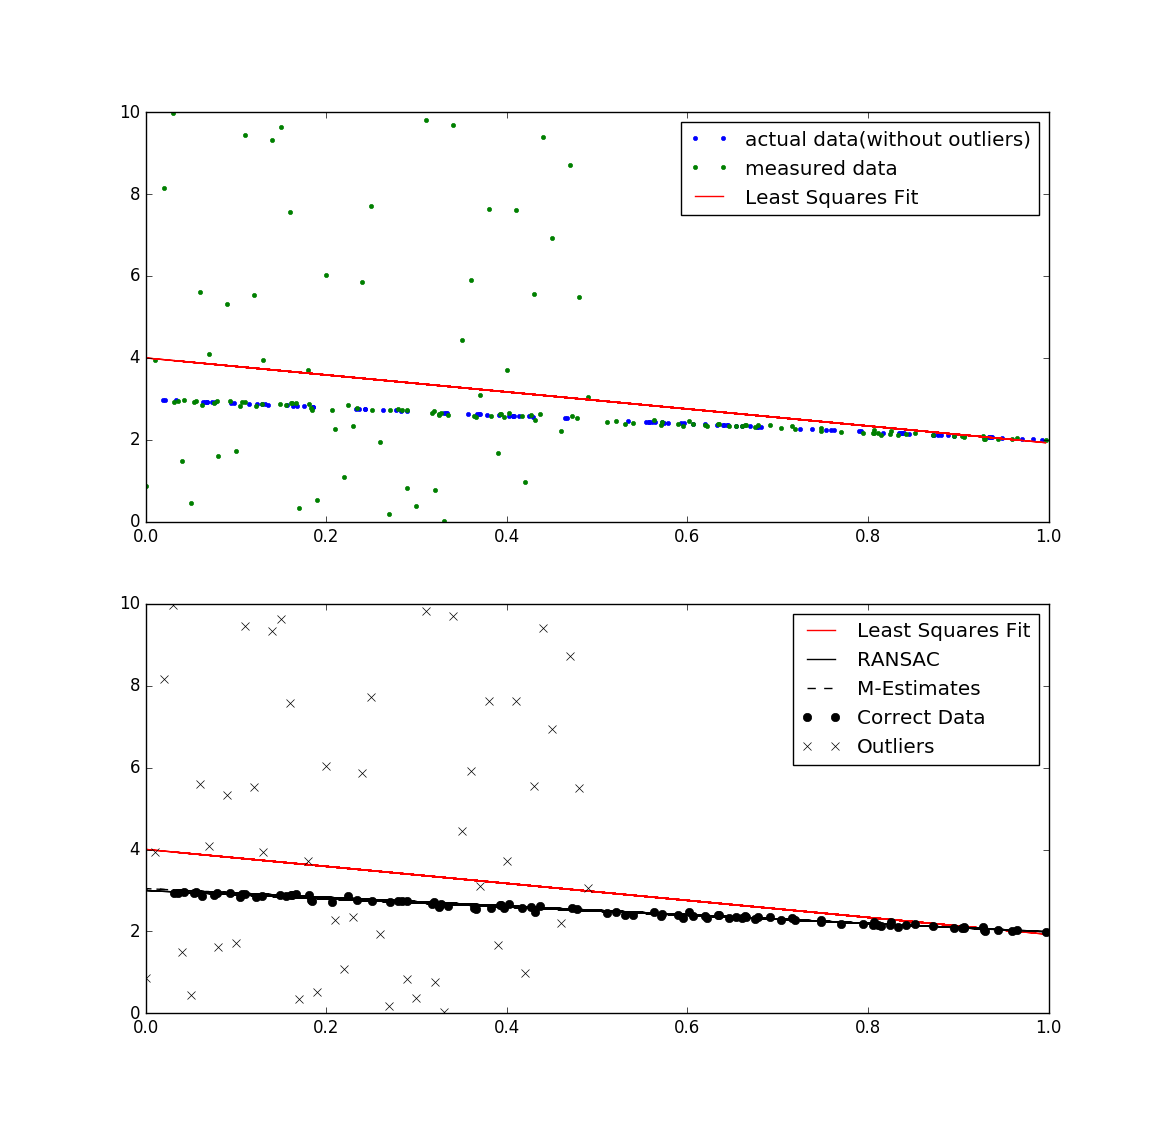 10
actual data(without outliers)
measured data
Least Squares Fit
8
6
4
2
0
0.0 0.2 0.4 0.6 0.8 1.0
10
Least Squares Fit
RANSAC
M-Estimates
Correct Data
Outliers
8
6
4
2
0
0.0 0.2 0.4 0.6 0.8 1.0